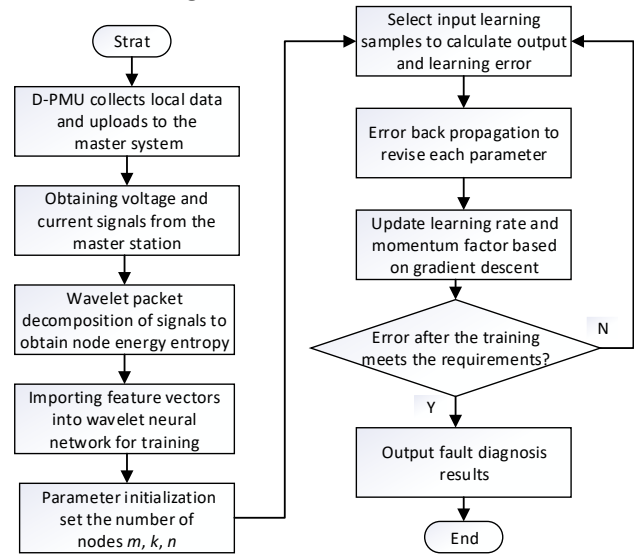 Strat
D-PMU collects local data
and uploads to the
master system
Obtaining voltage and
current signals from the
master station
Wavelet packet
decomposition of signals to
obtain node energy entropy
Importing feature vectors
into wavelet neural
network for training
Parameter initialization
set the number of
nodes m, k, n
Select input learning
samples to calculate output
and learning error
Error back propagation to
revise each parameter
Update learning rate and
momentum factor based
on gradient descent
Error after the training
meets the requirements?
N
Y
Output fault diagnosis
results
End